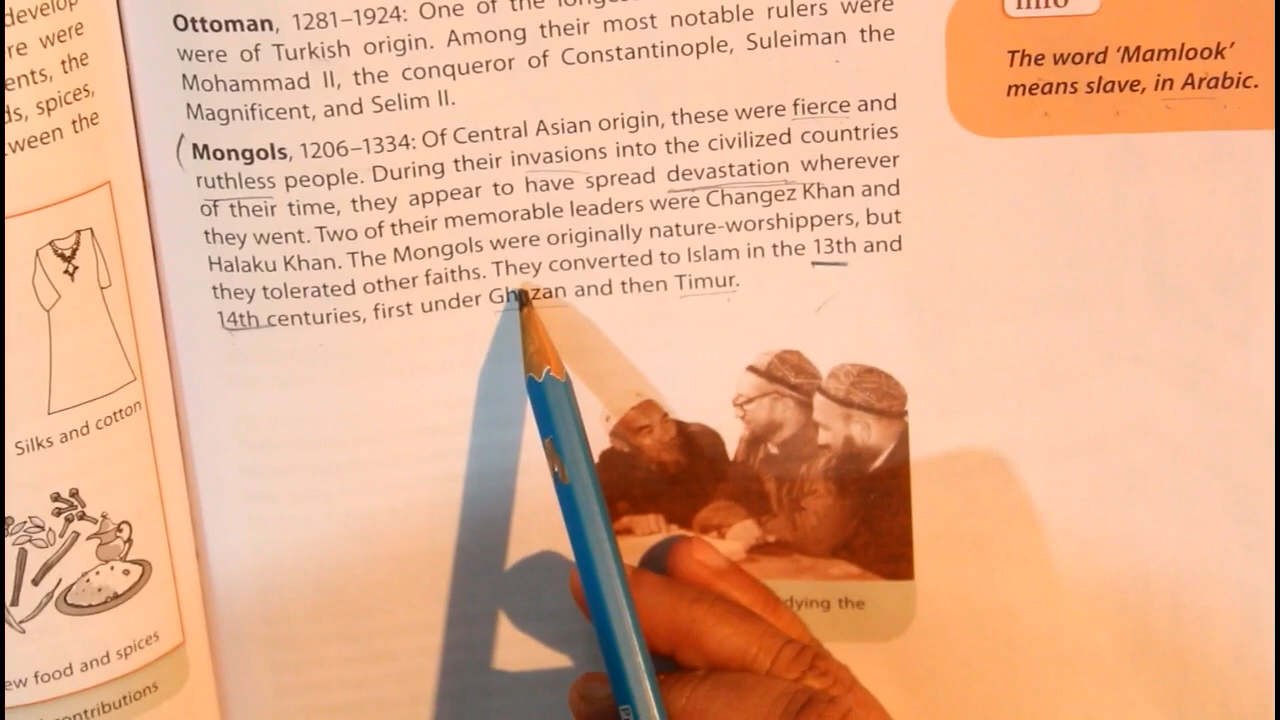 develop
re were
ents, the
ds, spices,
ween the
Silks and cotton
ew food and spices
contributions
Ottoman, 1281–1924: One of the
were of Turkish origin. Among their most notable rulers were
Mohammad II, the conqueror of Constantinople, Suleiman the
Magnificent, and Selim II.
Mongols, 1206–1334: Of Central Asian origin, these were fierce and
ruthless people. During their invasions into the civilized countries
of their time, they appear to have spread devastation wherever
they went. Two of their memorable leaders were Changez Khan and
Halaku Khan. The Mongols were originally nature-worshippers, but
they tolerated other faiths. They converted to Islam in the 13th and
14th centuries, first under Ghazan and then Timur.
dying the
Info
The word ‘Mamlook’
means slave, in Arabic.